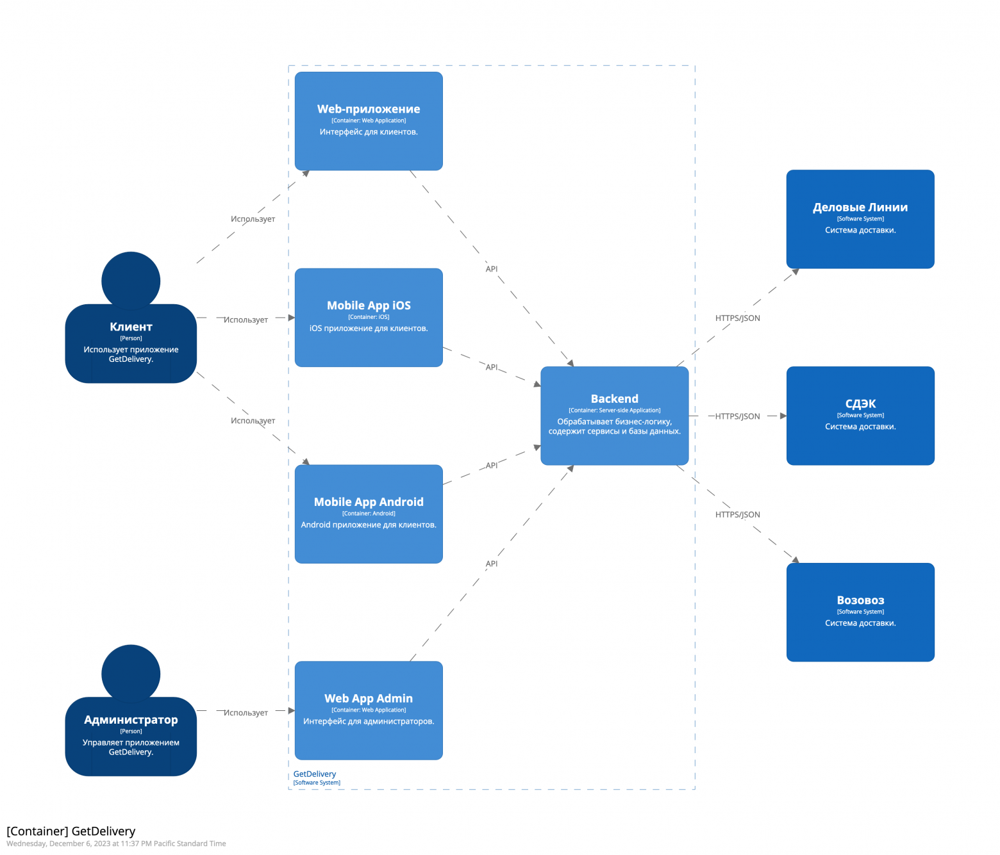 Web-приложение
[Container: Web Application]
Интерфейс для клиентов.
Деловые Линии
[Software System]
Система доставки.
Использует
API
Mobile App iOS
[Container: iOS]
iOS приложение для клиентов.
Использует
HTTPS/JSON
Клиент
[Person]
Использует приложение
GetDelivery.
API
Backend
[Container: Server-side Application]
Обрабатывает бизнес-логику,
содержит сервисы и базы данных.
HTTPS/JSON
СДЭК
[Software System]
Система доставки.
Использует
API
Mobile App Android
[Container: Android]
Android приложение для клиентов.
HTTPS/JSON
API
Возовоз
[Software System]
Система доставки.
Администратор
[Person]
Управляет приложением
GetDelivery.
Использует
Web App Admin
[Container: Web Application]
Интерфейс для администраторов.
GetDelivery
[Software System]
[Container] GetDelivery
Wednesday, December 6, 2023 at 11:37 PM Pacific Standard Time